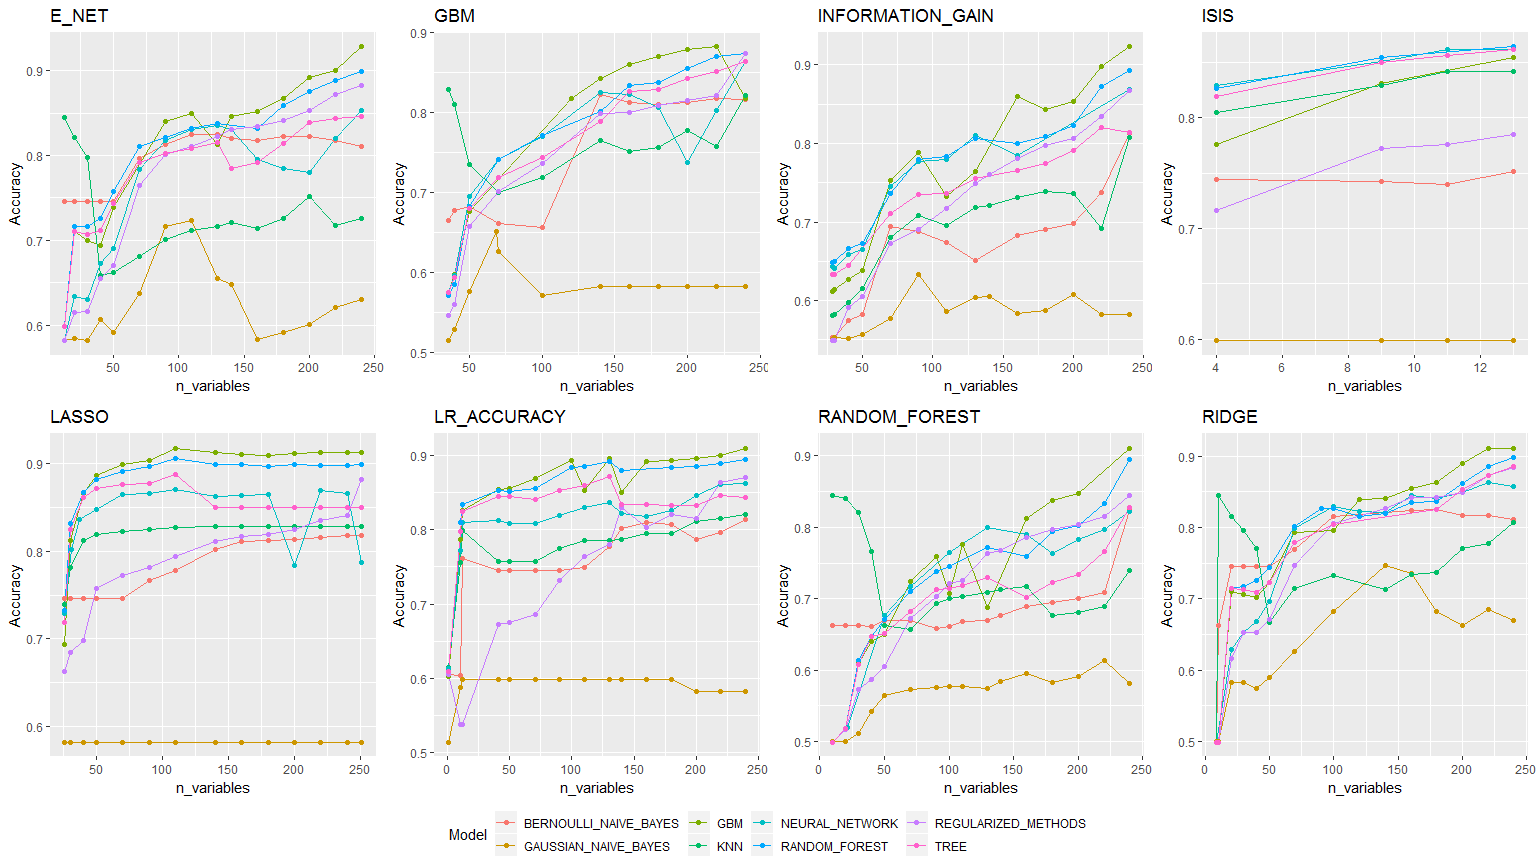 E_NET
GBM
INFORMATION_GAIN
ISIS
Accuracy
0.9
0.8
0.7
0.6
50
100
150
200
250
n_variables
Accuracy
0.9
0.8
0.7
0.6
0.5
50
100
150
200
250
n_variables
Accuracy
0.9
0.8
0.7
0.6
50
100
150
200
250
n_variables
Accuracy
0.8
0.7
0.6
4
6
8
10
12
n_variables
LASSO
LR_ACCURACY
RANDOM_FOREST
RIDGE
Accuracy
0.9
0.8
0.7
0.6
50
100
150
200
250
n_variables
Accuracy
0.9
0.8
0.7
0.6
0.5
0
50
100
150
200
250
n_variables
Accuracy
0.9
0.8
0.7
0.6
0.5
0
50
100
150
200
250
n_variables
Accuracy
0.9
0.8
0.7
0.6
0.5
0
50
100
150
200
250
n_variables
Model
BERNOULLI_NAIVE_BAYES
GBM
NEURAL_NETWORK
REGULARIZED_METHODS
GAUSSIAN_NAIVE_BAYES
KNN
RANDOM_FOREST
TREE